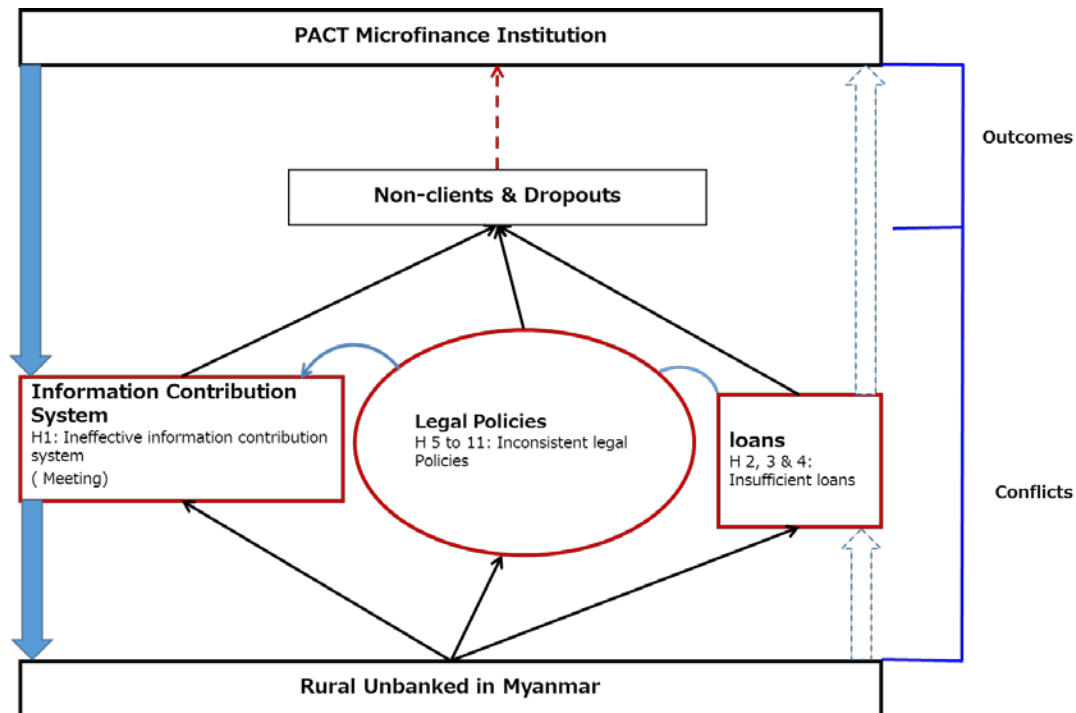 PACT Microfinance Institution
Outcomes
Non-clients & Dropouts
Information Contribution
System
H1: Ineffective information contribution
system
( Meeting)
Legal Policies
H 5 to 11: Inconsistent legal
Policies
loans
H 2, 3 & 4:
Insufficient loans
Conflicts
Rural Unbanked in Myanmar